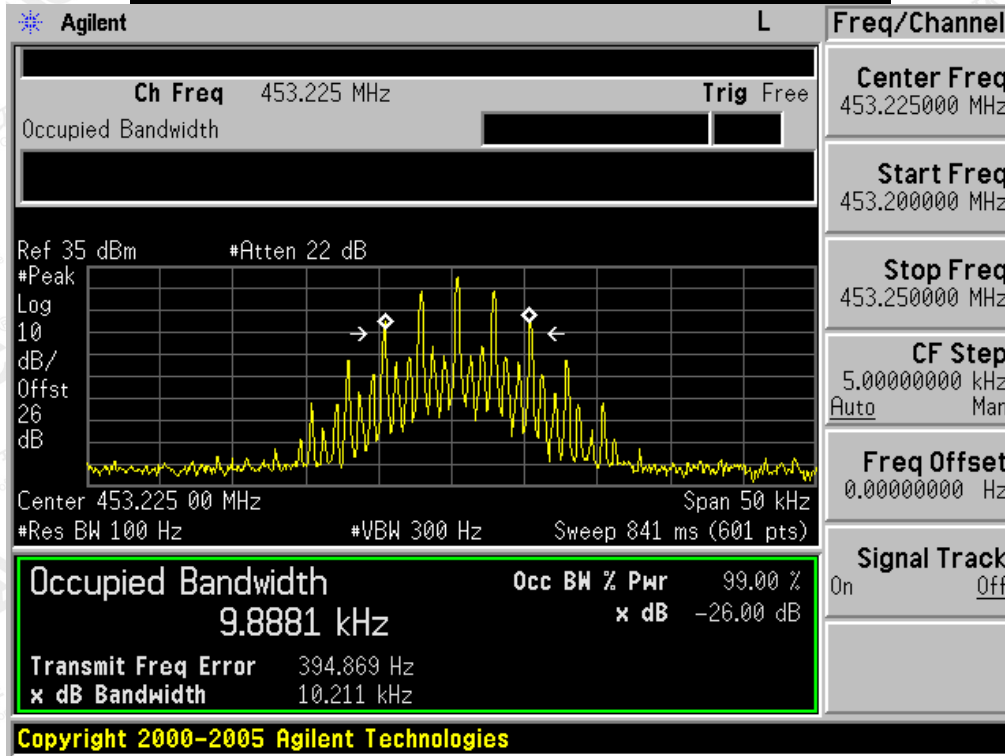 Agilent L
Freq/Channel
Ch Freq 453.225 MHz Trig Free
Occupied Bandwidth
Ref 35 dBm #Atten 22 dB
#Peak
Log
10
dB/
Offst
26
dB
Center 453.225 00 MHz Span 50 kHz
#Res BW 100 Hz #VBW 300 Hz Sweep 841 ms (601 pts)
Occupied Bandwidth
9.8881 kHz
Occ BW % Pwr 99.00 %
x dB -26.00 dB
Transmit Freq Error 394.869 Hz
x dB Bandwidth 10.211 kHz
Center Freq
453.225000 MHz
Start Freq
453.200000 MHz
Stop Freq
453.250000 MHz
CF Step
5.00000000 kHz
Auto Man
Freq Offset
0.00000000 Hz
Signal Track
On Off
Copyright 2000-2005 Agilent Technologies